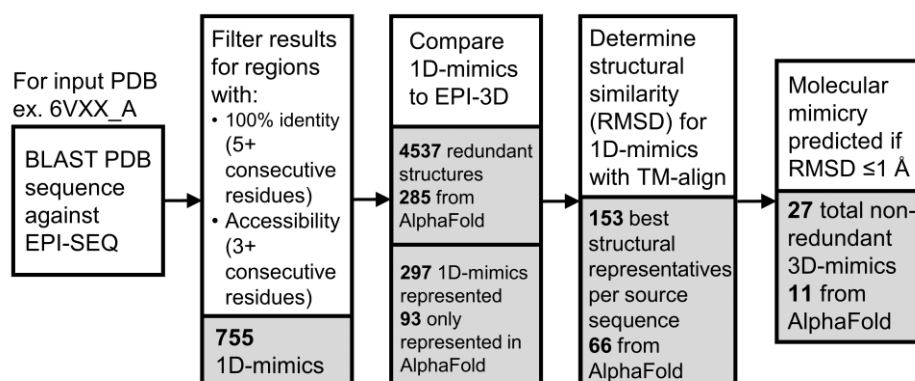 For input PDB
ex. 6VXX_A
BLAST PDB
sequence
against
EPI-SEQ
Filter results
for regions
with:
• 100% identity
(5+
consecutive
residues)
• Accessibility
(3+
consecutive
residues)
755
1D-mimics
Compare
1D-mimics
to EPI-3D
4537 redundant
structures
285 from
AlphaFold
297 1D-mimics
represented
93 only
represented in
AlphaFold
Determine
structural
similarity
(RMSD) for
1D-mimics
with TM-align
153 best
structural
representatives
per source
sequence
66 from
AlphaFold
Molecular
mimicry
predicted if
RMSD ≤1 Å
27 total non-
redundant
3D-mimics
11 from
AlphaFold